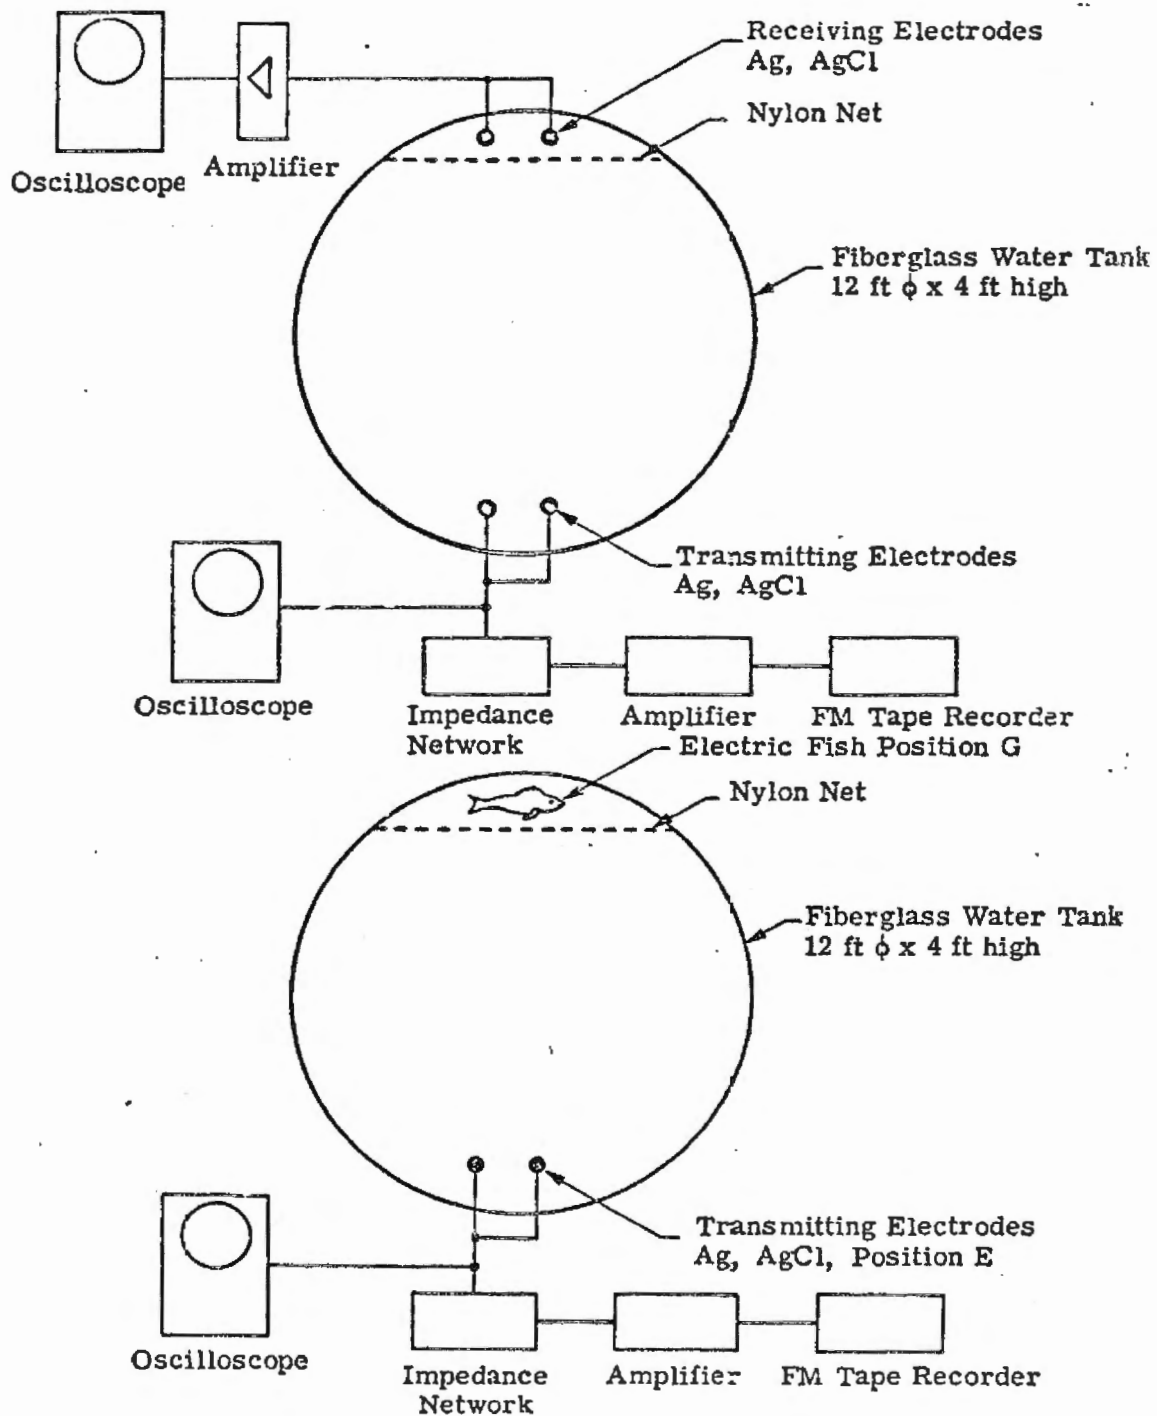 Receiving Electrodes
Ag, AgCl
Nylon Net
Oscilloscope
Amplifier
Fiberglass Water Tank
12 ft ϕ x 4 ft high
Transmitting Electrodes
Ag, AgCl
Oscilloscope
Impedance
Network
Amplifier
FM Tape Recorder
Electric Fish Position G
Nylon Net
Fiberglass Water Tank
12 ft ϕ x 4 ft high
Transmitting Electrodes
Ag, AgCl, Position E
Oscilloscope
Impedance
Network
Amplifier
FM Tape Recorder